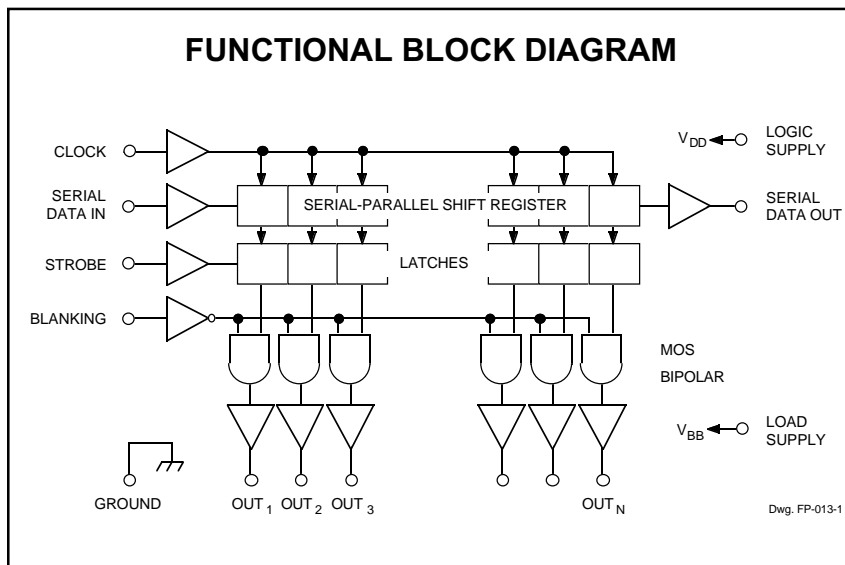 FUNCTIONAL BLOCK DIAGRAM
CLOCK
V_DD
LOGIC
SUPPLY
SERIAL
DATA IN
SERIAL-PARALLEL SHIFT REGISTER
SERIAL
DATA OUT
STROBE
LATCHES
BLANKING
MOS
BIPOLAR
V_BB
LOAD
SUPPLY
GROUND
OUT_1
OUT_2
OUT_3
OUT_N
Dwg. FP-013-1